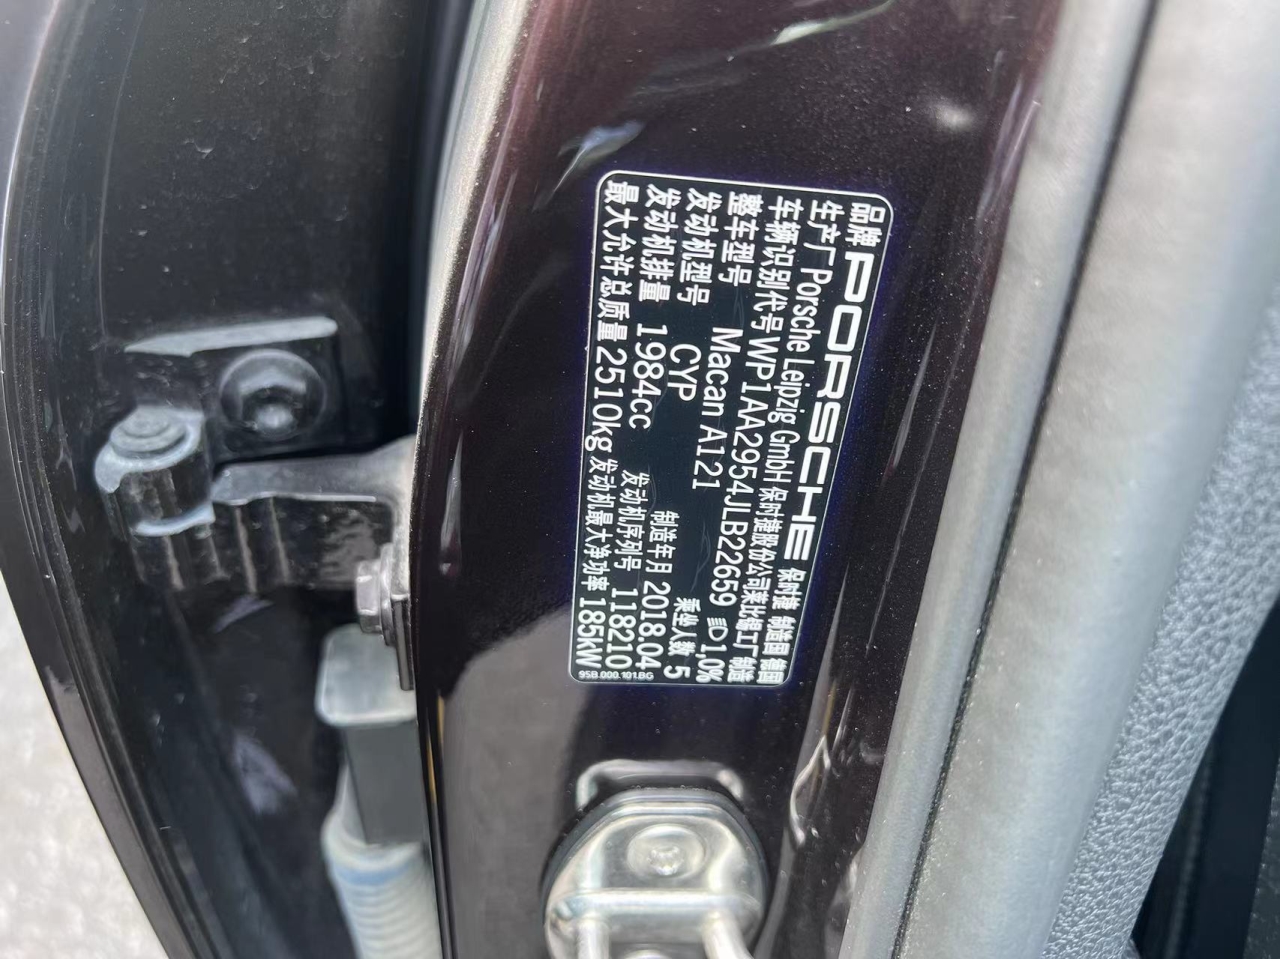 品牌 PORSCHE 保时捷 制造国 德国
生产厂 Porsche Leipzig GmbH 保时捷股份公司莱比锡工厂 制造
车辆识别代号 WP1AA2954JLB22659 1,0%
整车型号 Macan A121 乘坐人数 5
发动机型号 CYP 制造年月 2018.04
发动机排量 1984cc 发动机序列号 118210
最大允许总质量 2510kg 发动机最大净功率 185kW
95B.000.101.BG